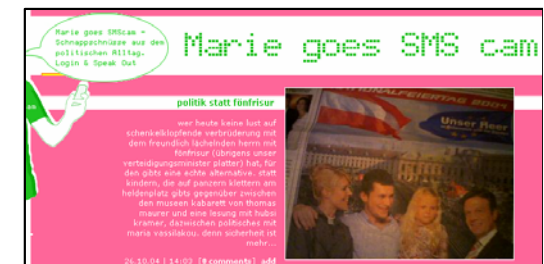 Marie goes SMScam =
Schnappschnüsse aus dem
politischen Alltag.
Login & Speak Out
Marie goes SMS cam
politik statt fönfrisur
wer heute keine lust auf
schenkelklopfende verbrüderung mit
dem freundlich lächelnden herrn mit
fönfrisur (übrigens unser
verteidigungsminister platter) hat, für
den gibts eine echte alternative. statt
kindern, die auf panzern klettern am
heldenplatz gibts gegenüber zwischen
den museen kabarett von thomas
maurer und eine lesung mit hubsi
kramer, dazwischen politisches mit
maria vassilakou. denn sicherheit ist
mehr...
26.10.04 | 14:03 [0 comments] add
NATIONALFEIERTAG 2004
Unser Heer